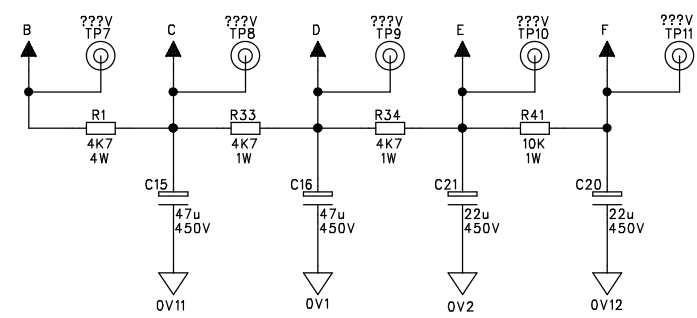 B ???V C ???V D ???V E ???V F ???V
TP7 TP8 TP9 TP10 TP11
R1 R33 R34 R41
4K7 4K7 4K7 10K
4W 1W 1W 1W
C15 C16 C21 C20
47u 47u 22u 22u
450V 450V 450V 450V
0V11 0V1 0V2 0V12